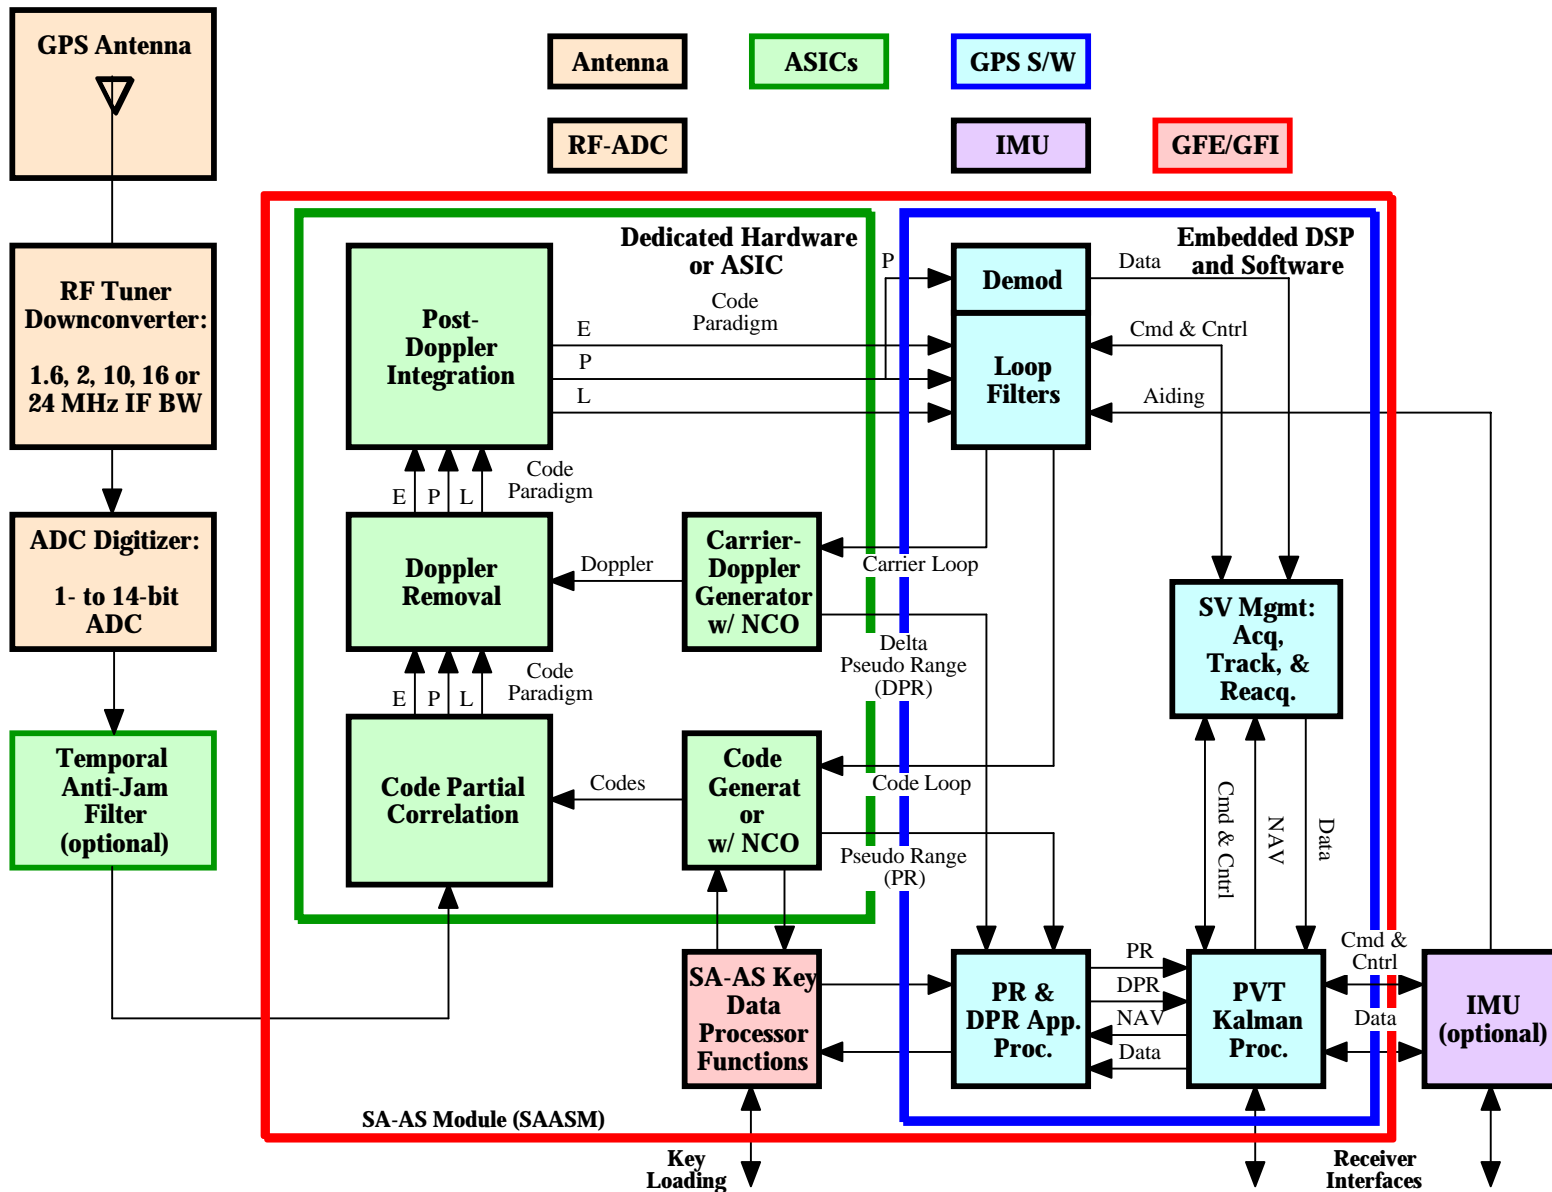 GPS Antenna
Antenna
ASICs
GPS S/W
RF-ADC
IMU
GFE/GFI
RF Tuner
Downconverter:
1.6, 2, 10, 16 or
24 MHz IF BW
ADC Digitizer:
1- to 14-bit
ADC
Temporal
Anti-Jam
Filter
(optional)
Dedicated Hardware
or ASIC
Embedded DSP
and Software
Post-
Doppler
Integration
E
P
L
P
Code
Paradigm
Demod
Loop
Filters
Data
Cmd & Cntrl
Aiding
E
P
L
Code
Paradigm
Doppler
Removal
Doppler
Carrier-
Doppler
Generator
w/ NCO
Carrier Loop
Delta
Pseudo Range
(DPR)
SV Mgmt:
Acq,
Track, &
Reacq.
E
P
L
Code
Paradigm
Code Partial
Correlation
Codes
Code
Generat
or
w/ NCO
Code Loop
Pseudo Range
(PR)
Cmd & Cntrl
NAV
Data
SA-AS Key
Data
Processor
Functions
PR &
DPR App.
Proc.
PR
DPR
NAV
Data
PVT
Kalman
Proc.
Cmd &
Cntrl
Data
IMU
(optional)
SA-AS Module (SAASM)
Key
Loading
Receiver
Interfaces